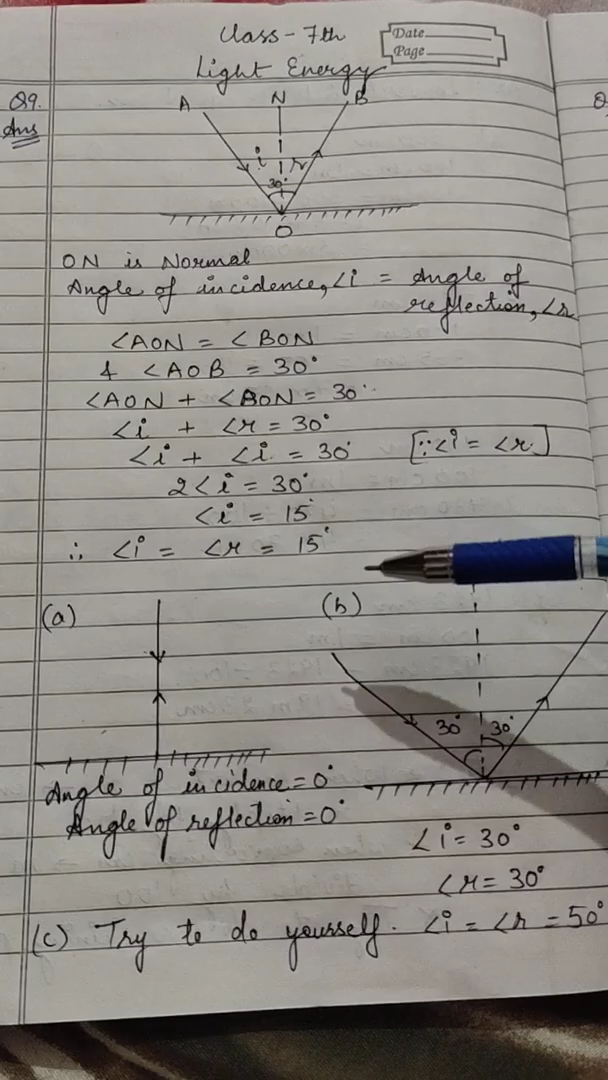 Class - 7th
Date
Page
Light Energy
Q9.
Ans
A N B
i r
30°
O
ON is Normal
Angle of incidence, ∠i = Angle of
reflection, ∠r
∠AON = ∠BON
& ∠AOB = 30°
∠AON + ∠BON = 30°
∠i + ∠r = 30°
∠i + ∠i = 30° [∵ ∠i = ∠r]
2∠i = 30°
∠i = 15°
∴ ∠i = ∠r = 15°
(a) (b)
30° 30°
Angle of incidence = 0°
Angle of reflection = 0°
∠i = 30°
∠r = 30°
(c) Try to do yourself. ∠i = ∠r = 50°